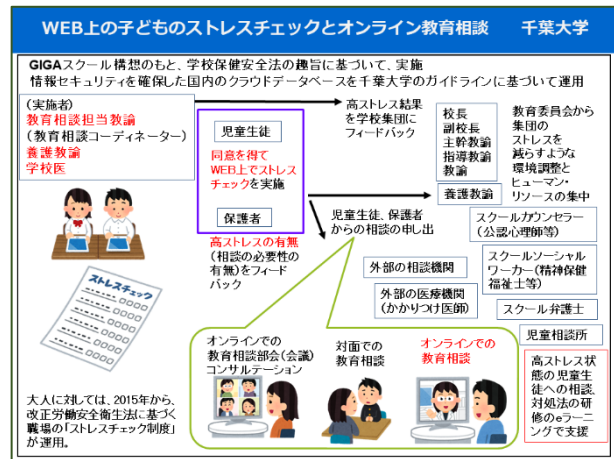 WEB上の子どものストレスチェックとオンライン教育相談　千葉大学
GIGAスクール構想のもと、学校保健安全法の趣旨に基づいて、実施
情報セキュリティを確保した国内のクラウドデータベースを千葉大学のガイドラインに基づいて運用
(実施者)
教育相談担当教諭
(教育相談コーディネーター)
養護教諭
学校医
児童生徒
同意を得て
WEB上でストレス
チェックを実施
保護者
高ストレスの有無
(相談の必要性の
有無)をフィード
バック
高ストレス結果
を学校集団に
フィードバック
校長
副校長
主幹教諭
指導教諭
教諭
養護教諭
教育委員会から
集団の
ストレスを
減らすような
環境調整と
ヒューマン・
リソースの集中
児童生徒、保護者
からの相談の申し出
スクールカウンセラー
(公認心理師等)
スクールソーシャル
ワーカー(精神保健
福祉士等)
スクール弁護士
児童相談所
外部の相談機関
外部の医療機関
(かかりつけ医師)
ストレスチェック
オンラインでの
教育相談部会(会議)
コンサルテーション
対面での
教育相談
オンラインでの
教育相談
高ストレス状
態の児童生
徒への相談、
対処法の研
修のeラーニ
ングで支援
大人に対しては、2015年から、
改正労働安全衛生法に基づく
職場の「ストレスチェック制度」
が運用。